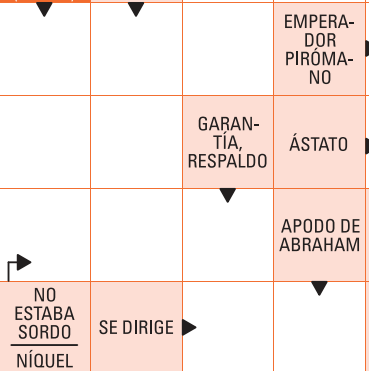 EMPERA-
DOR
PIRÓMA-
NO
GARAN-
TÍA,
RESPALDO
ÁSTATO
APODO DE
ABRAHAM
NO
ESTABA
SORDO
NÍQUEL
SE DIRIGE